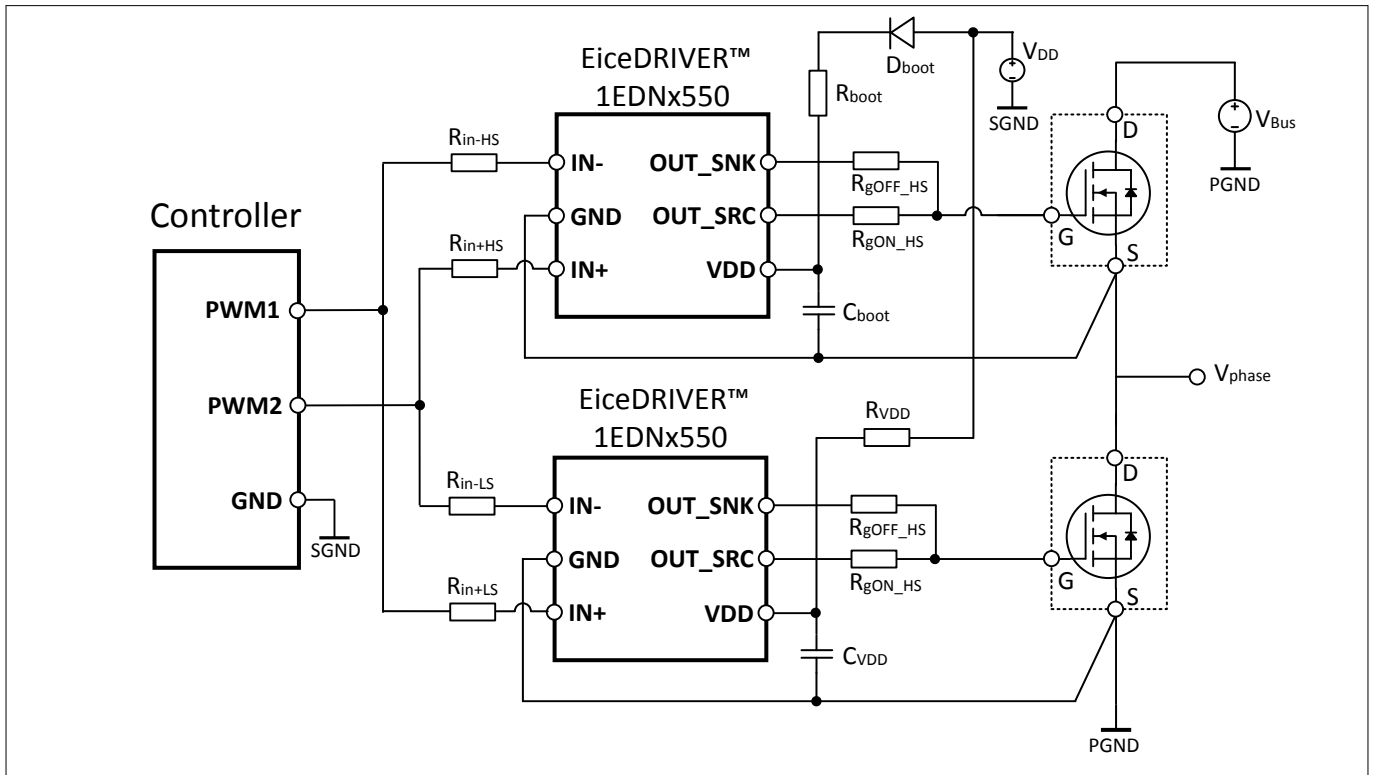 EiceDRIVER™
1EDNx550
Dboot
VDD
Rboot
SGND
D
VBus
PGND
Rin-HS
IN-
OUT_SNK
RgOFF_HS
Controller
GND
OUT_SRC
RgON_HS
G
Rin+HS
IN+
VDD
S
PWM1
Cboot
Vphase
PWM2
EiceDRIVER™
1EDNx550
RVDD
D
Rin-LS
IN-
OUT_SNK
RgOFF_HS
GND
SGND
GND
OUT_SRC
RgON_HS
G
Rin+LS
IN+
VDD
S
CVDD
PGND